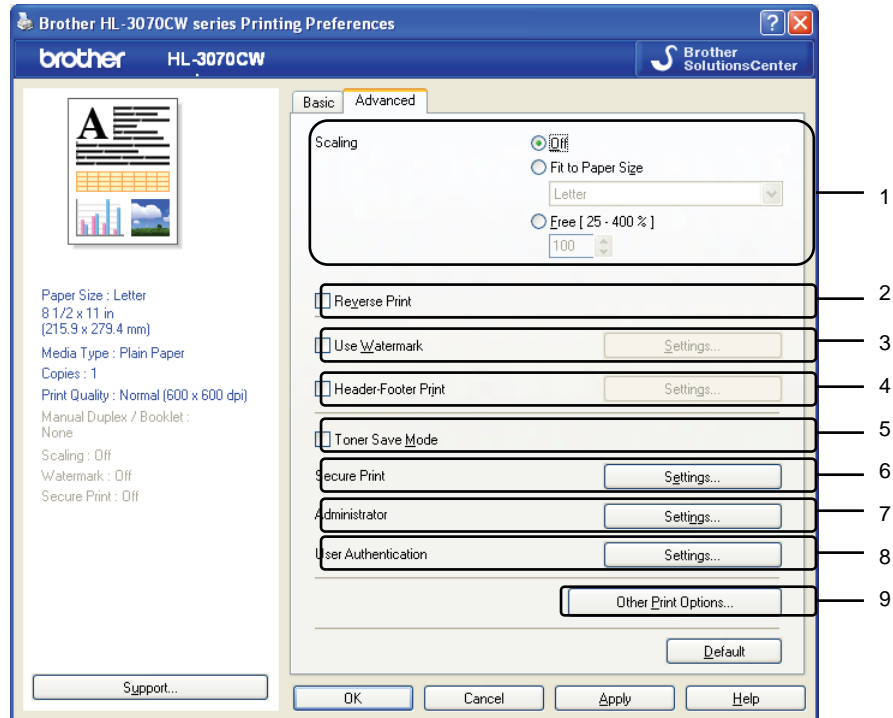 Brother HL-3070CW series Printing Preferences
brother HL-3070CW
Brother
SolutionsCenter
Basic
Advanced
A
Scaling
Off
Fit to Paper Size
Letter
Free [ 25 - 400 % ]
100
1
Reverse Print
2
Use Watermark
Settings...
3
Header-Footer Print
Settings...
4
Toner Save Mode
5
Secure Print
Settings...
6
Administrator
Settings...
7
User Authentication
Settings...
8
Other Print Options...
9
Default
Paper Size : Letter
8 1/2 x 11 in
(215.9 x 279.4 mm)
Media Type : Plain Paper
Copies : 1
Print Quality : Normal (600 x 600 dpi)
Manual Duplex / Booklet :
None
Scaling : Off
Watermark : Off
Secure Print : Off
Support...
OK
Cancel
Apply
Help